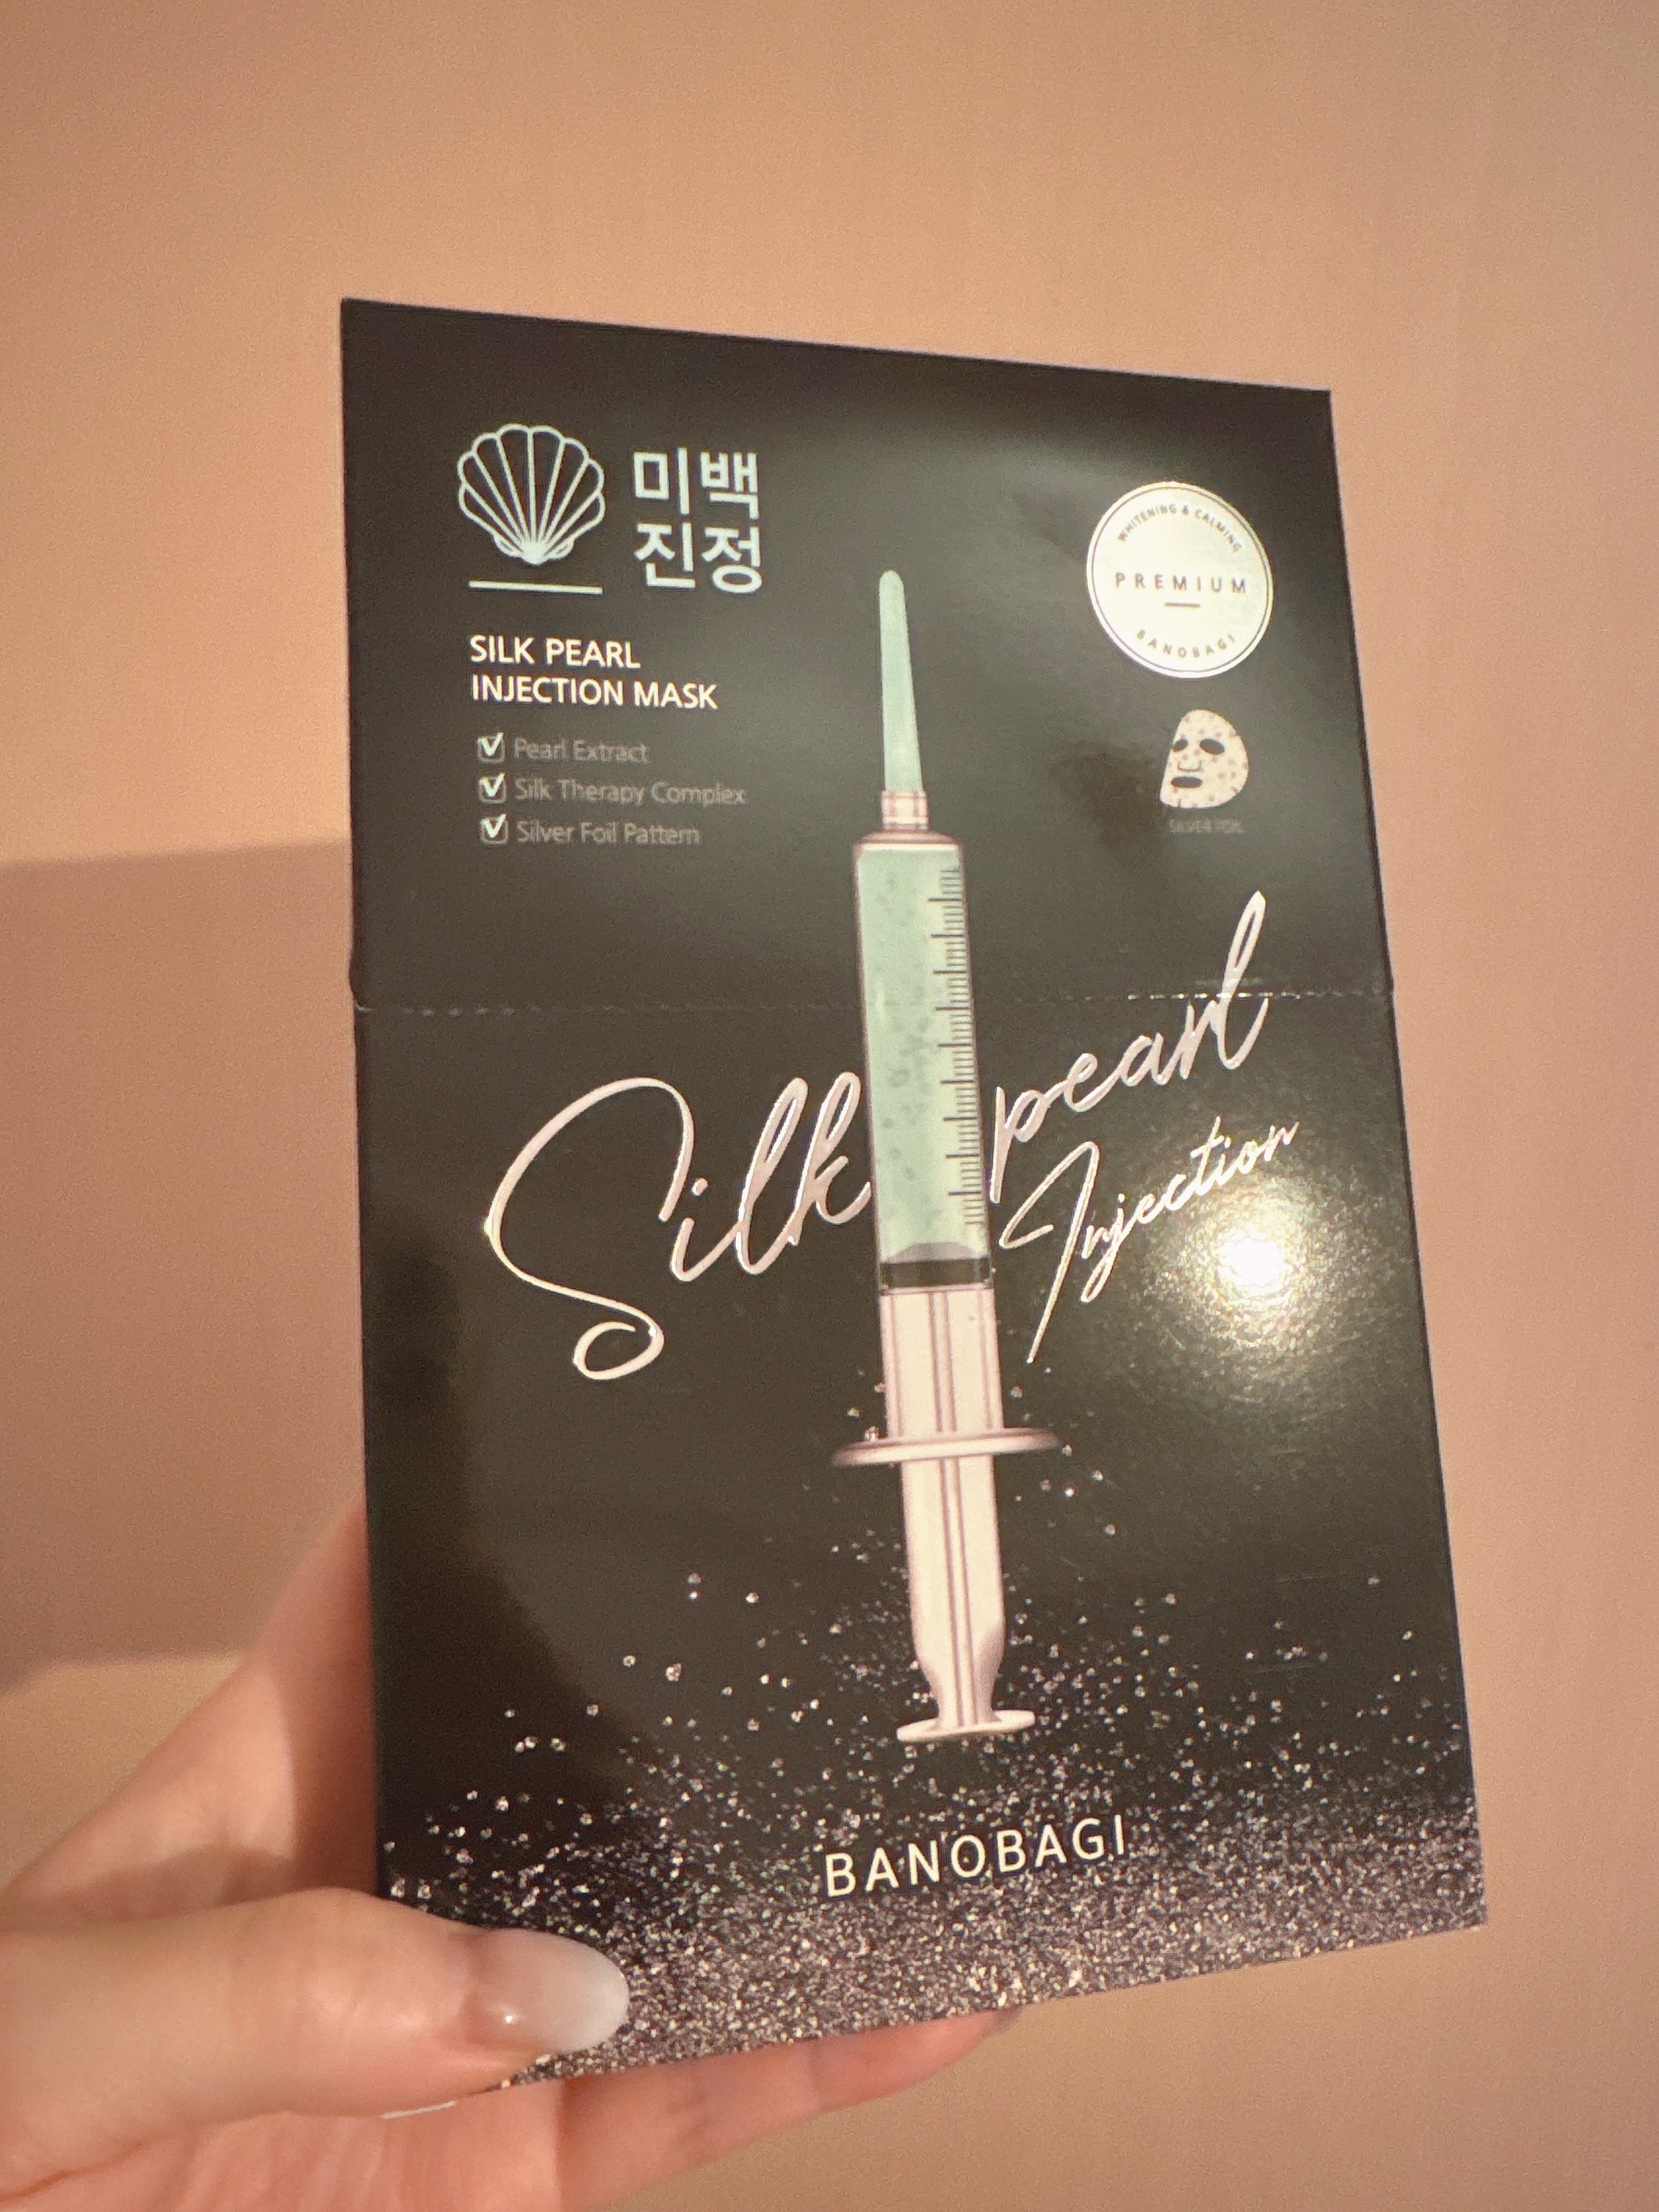 미백
진정
SILK PEARL
INJECTION MASK
Pearl Extract
Silk Therapy Complex
Silver Foil Pattern
WHITENING & CALMING
PREMIUM
BANOBAGI
SILVER FOIL
Silk pearl
Injection
BANOBAGI